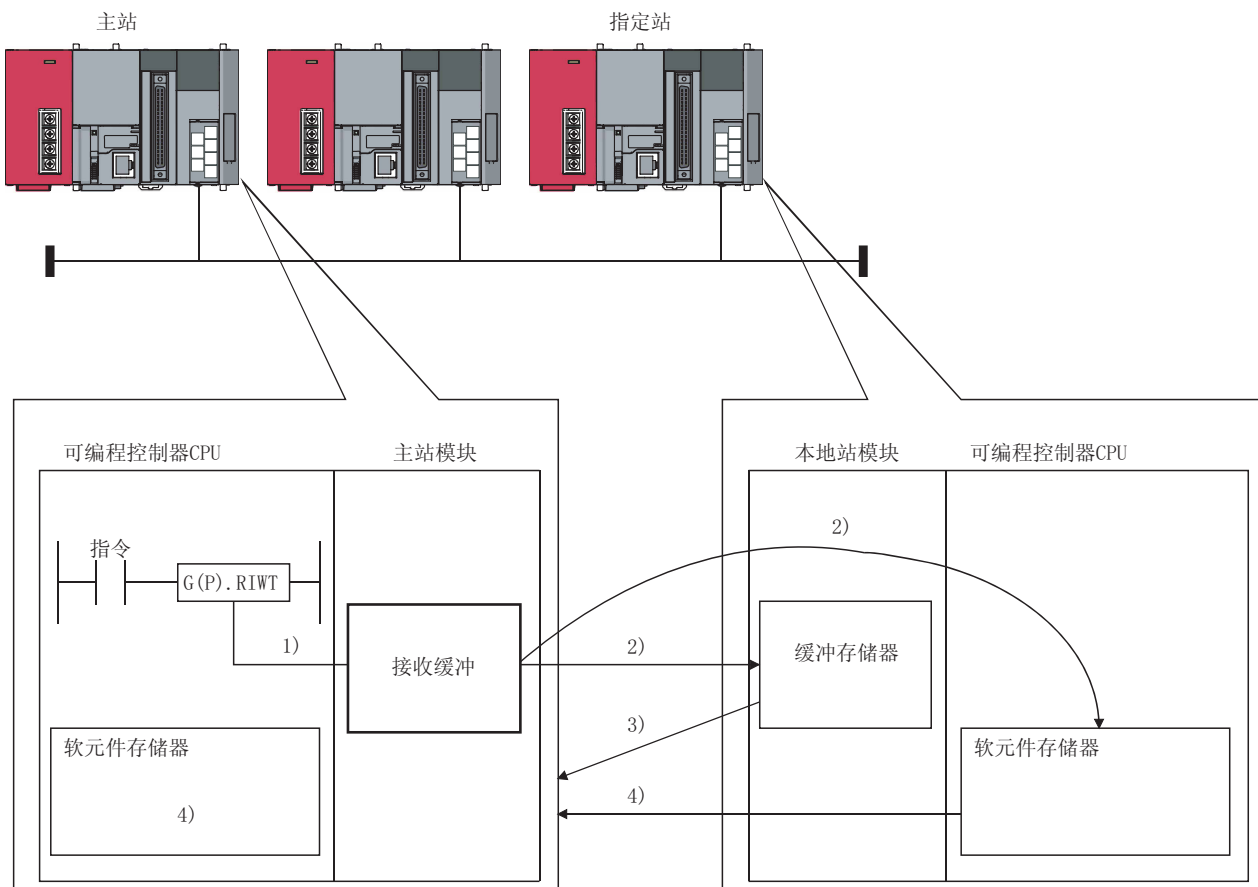 主站
指定站
可编程控制器CPU
主站模块
本地站模块
可编程控制器CPU
2)
指令
G(P).RIWT
1)
接收缓冲
2)
缓冲存储器
3)
软元件存储器
软元件存储器
4)
4)